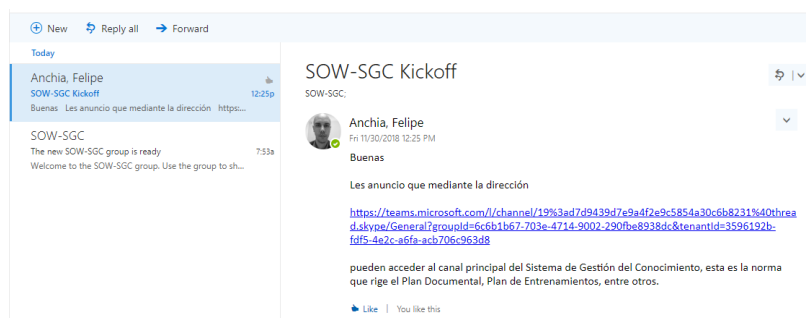 New Reply all Forward
Today
Anchia, Felipe
SOW-SGC Kickoff 12:25p
Buenas Les anuncio que mediante la dirección https:...
SOW-SGC
The new SOW-SGC group is ready 7:53a
Welcome to the SOW-SGC group. Use the group to sh...
SOW-SGC Kickoff
SOW-SGC;
Anchia, Felipe
Fri 11/30/2018 12:25 PM
Buenas
Les anuncio que mediante la dirección
https://teams.microsoft.com/l/channel/19%3ad7d9439d7e9a4f2e9c5854a30c6b8231%40threa
d.skype/General?groupId=6c6b1b67-703e-4714-9002-290fbe8938dc&tenantId=3596192b-
fdf5-4e2c-a6fa-acb706c963d8
pueden acceder al canal principal del Sistema de Gestión del Conocimiento, esta es la norma
que rige el Plan Documental, Plan de Entrenamientos, entre otros.
Like | You like this